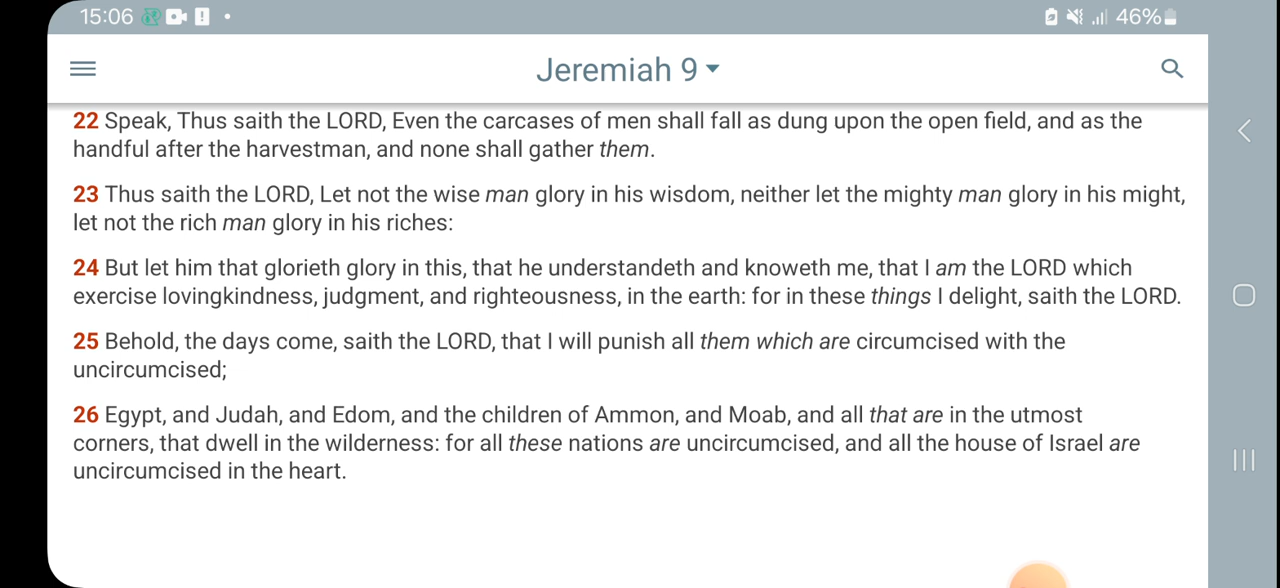 15:06
46%
Jeremiah 9
22 Speak, Thus saith the LORD, Even the carcases of men shall fall as dung upon the open field, and as the
handful after the harvestman, and none shall gather them.
23 Thus saith the LORD, Let not the wise man glory in his wisdom, neither let the mighty man glory in his might,
let not the rich man glory in his riches:
24 But let him that glorieth glory in this, that he understandeth and knoweth me, that I am the LORD which
exercise lovingkindness, judgment, and righteousness, in the earth: for in these things I delight, saith the LORD.
25 Behold, the days come, saith the LORD, that I will punish all them which are circumcised with the
uncircumcised;
26 Egypt, and Judah, and Edom, and the children of Ammon, and Moab, and all that are in the utmost
corners, that dwell in the wilderness: for all these nations are uncircumcised, and all the house of Israel are
uncircumcised in the heart.